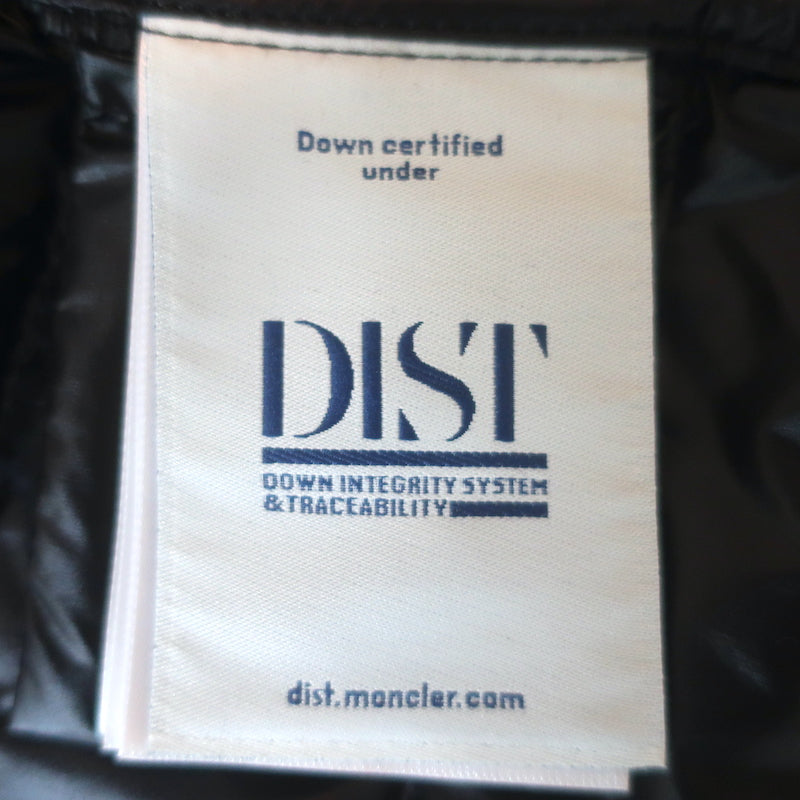 Down certified
under
DIST
DOWN INTEGRITY SYSTEM
&TRACEABILITY
dist.moncler.com